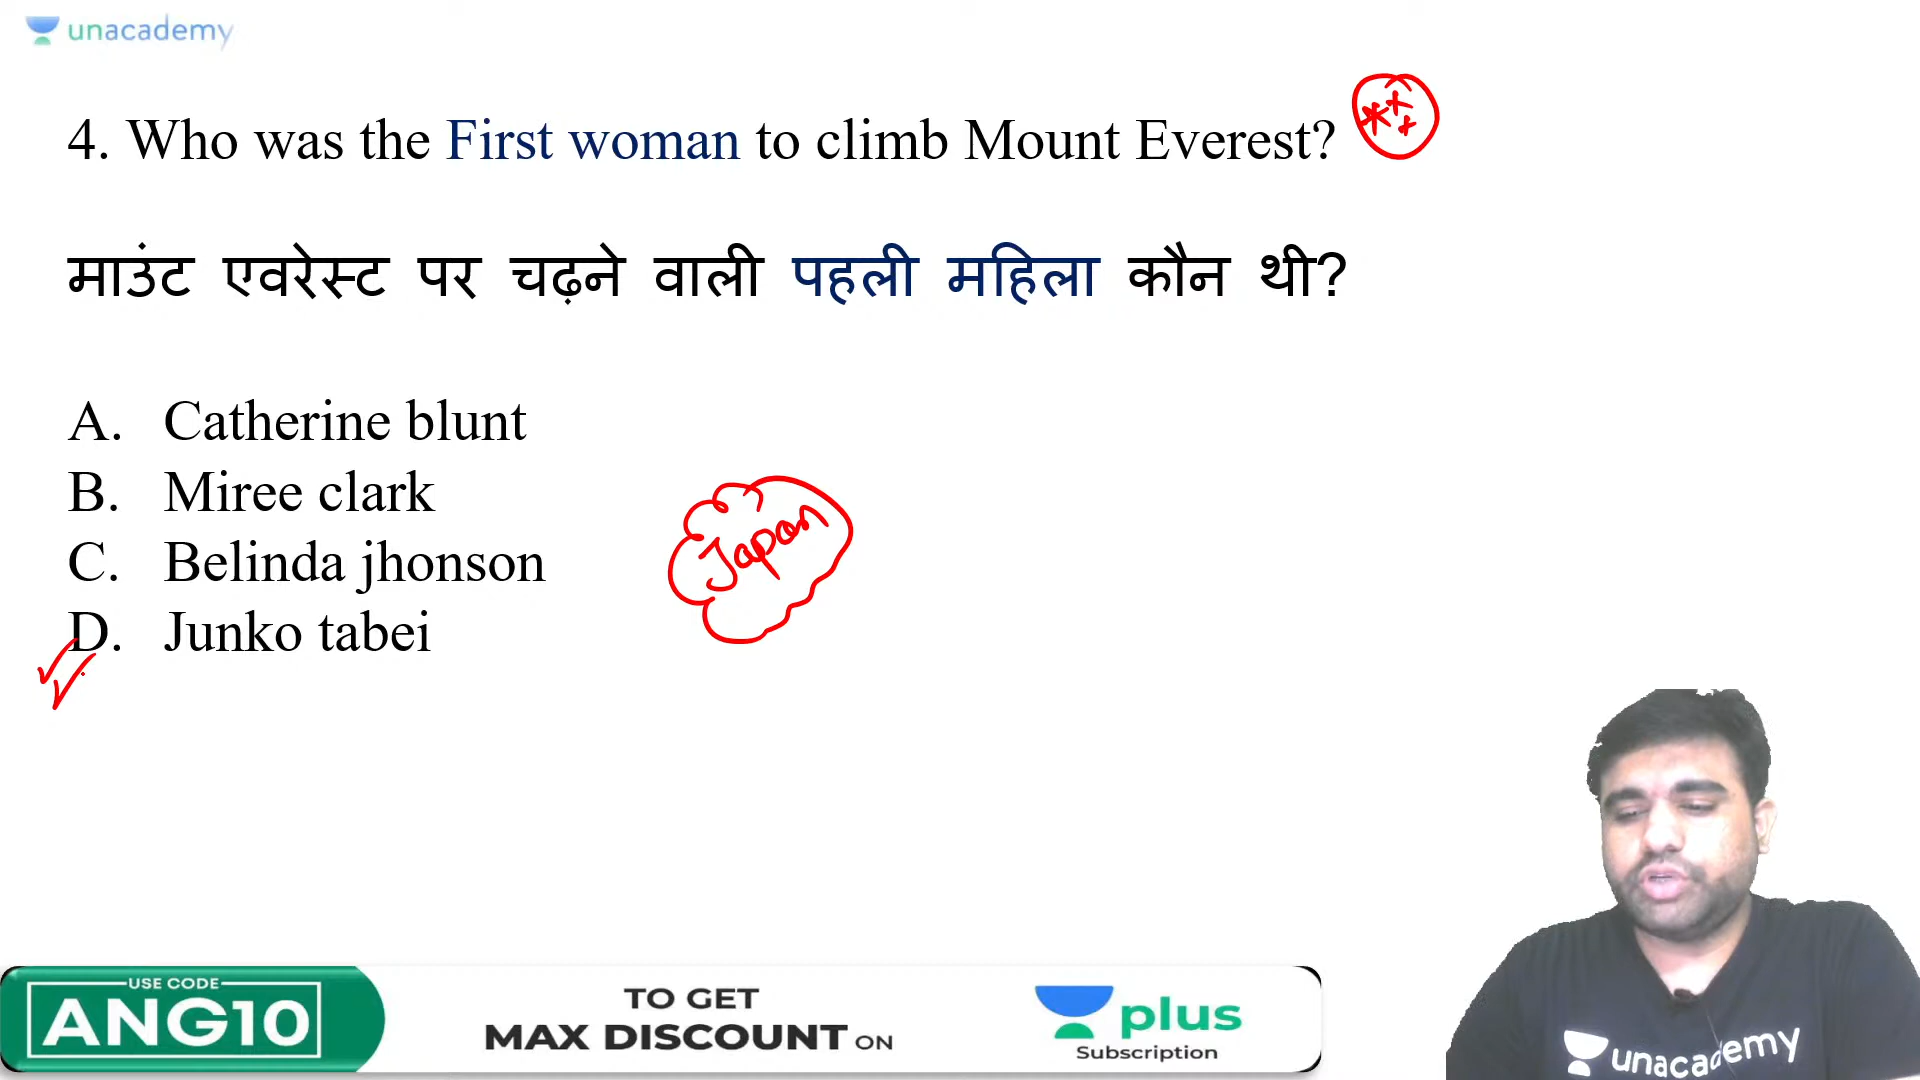 unacademy
4. Who was the First woman to climb Mount Everest?
माउंट एवरेस्ट पर चढ़ने वाली पहली महिला कौन थी?
A. Catherine blunt
B. Miree clark
C. Belinda jhonson
D. Junko tabei
Japan
USE CODE
ANG10
TO GET
MAX DISCOUNT ON
plus
Subscription
unacademy